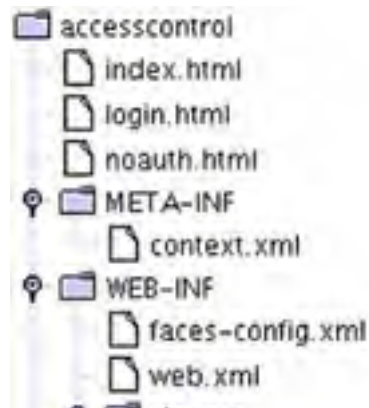 accesscontrol
index.html
login.html
noauth.html
META-INF
context.xml
WEB-INF
faces-config.xml
web.xml